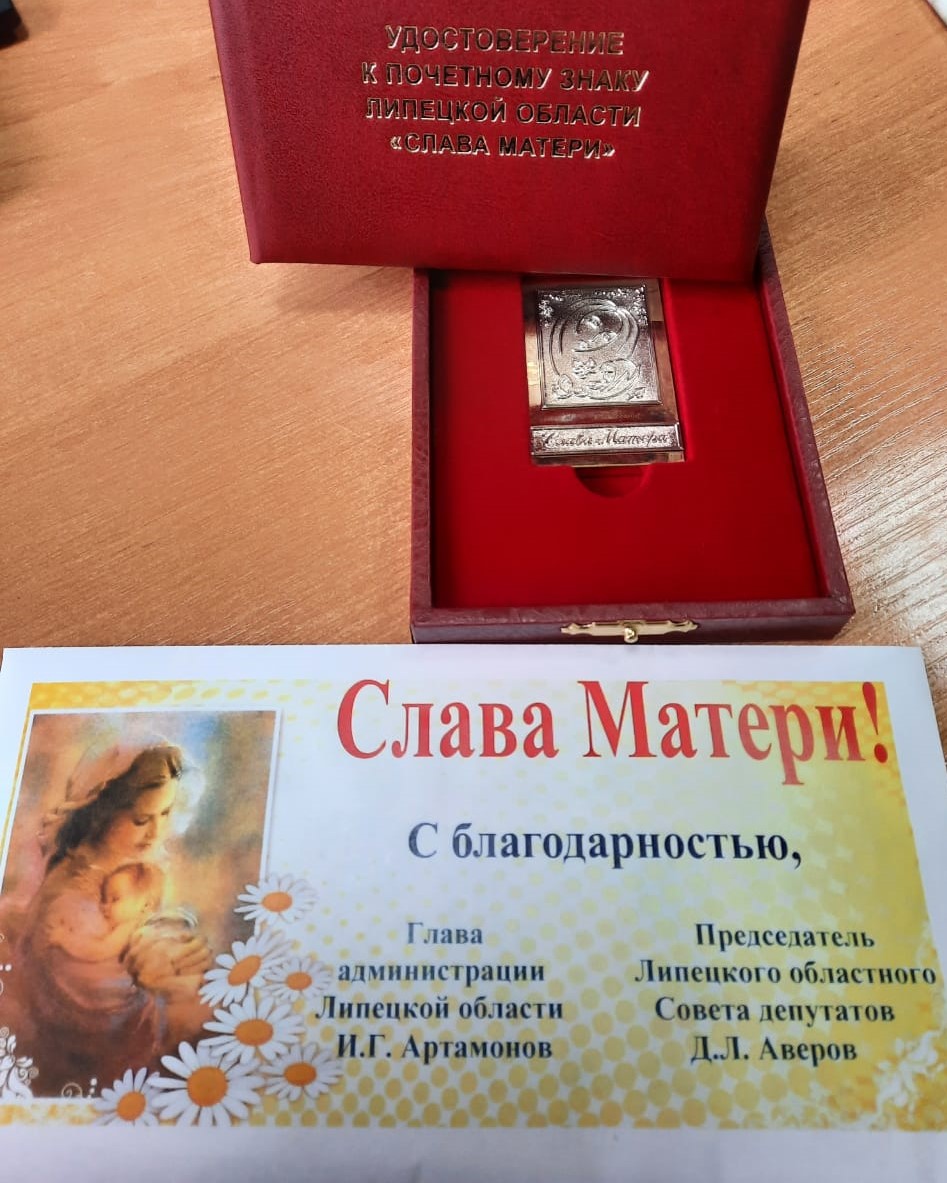 УДОСТОВЕРЕНИЕ
К ПОЧЕТНОМУ ЗНАКУ
ЛИПЕЦКОЙ ОБЛАСТИ
«СЛАВА МАТЕРИ»
Слава Матери
Слава Матери!
С благодарностью,
Глава
администрации
Липецкой области
И.Г. Артамонов
Председатель
Липецкого областного
Совета депутатов
Д.Л. Аверов